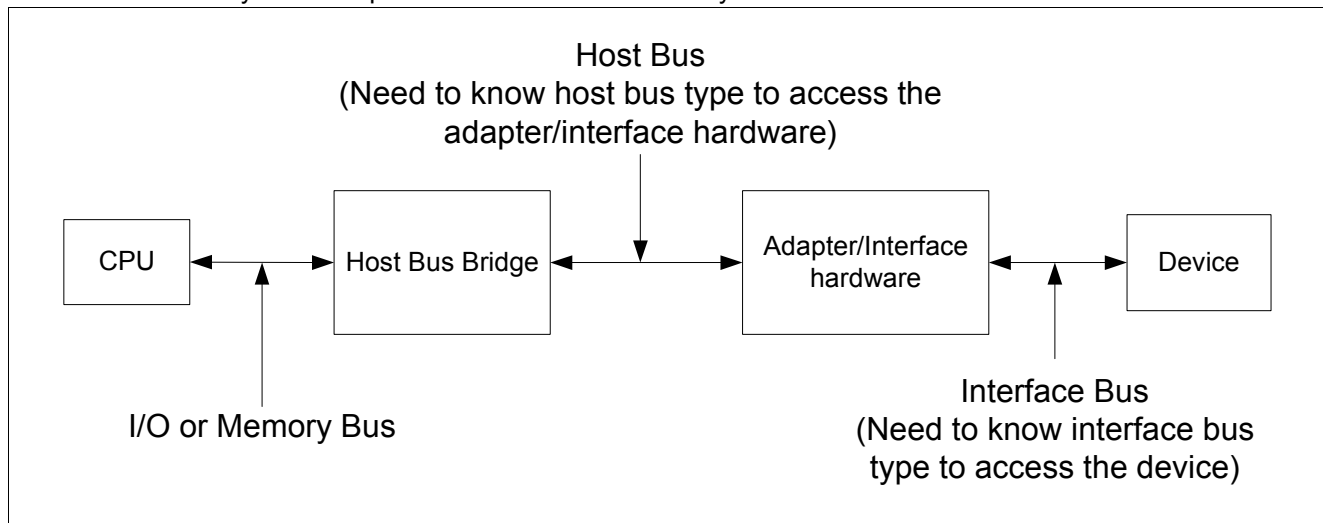 Host Bus
(Need to know host bus type to access the
adapter/interface hardware)
CPU
Host Bus Bridge
Adapter/Interface
hardware
Device
I/O or Memory Bus
Interface Bus
(Need to know interface bus
type to access the device)